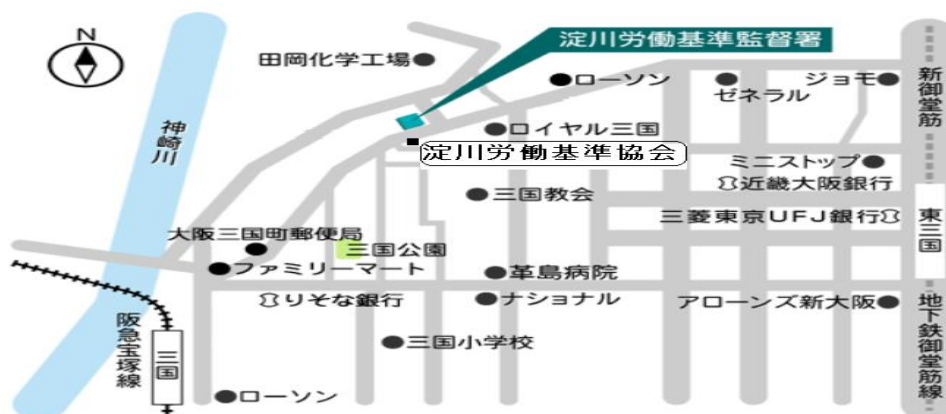 N
淀川労働基準監督署
田岡化学工場
ローソン
ゼネラル
ジョモ
新御堂筋
神崎川
ロイヤル三国
淀川労働基準協会
ミニストップ
近畿大阪銀行
三国教会
三菱東京UFJ銀行
東三国
大阪三国町郵便局
三国公園
ファミリーマート
革島病院
りそな銀行
ナショナル
アローンズ新大阪
地下鉄御堂筋線
阪急宝塚線
三国
三国小学校
ローソン